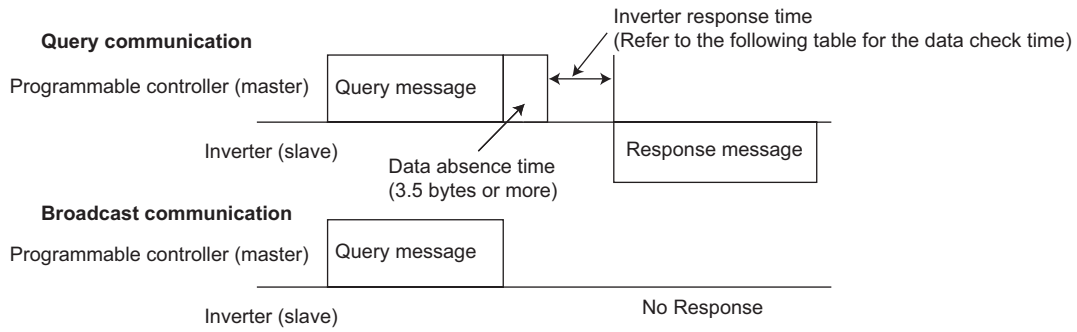 Inverter response time
(Refer to the following table for the data check time)
Query communication
Programmable controller (master)
Query message
Inverter (slave)
Data absence time
(3.5 bytes or more)
Response message
Broadcast communication
Programmable controller (master)
Query message
Inverter (slave)
No Response